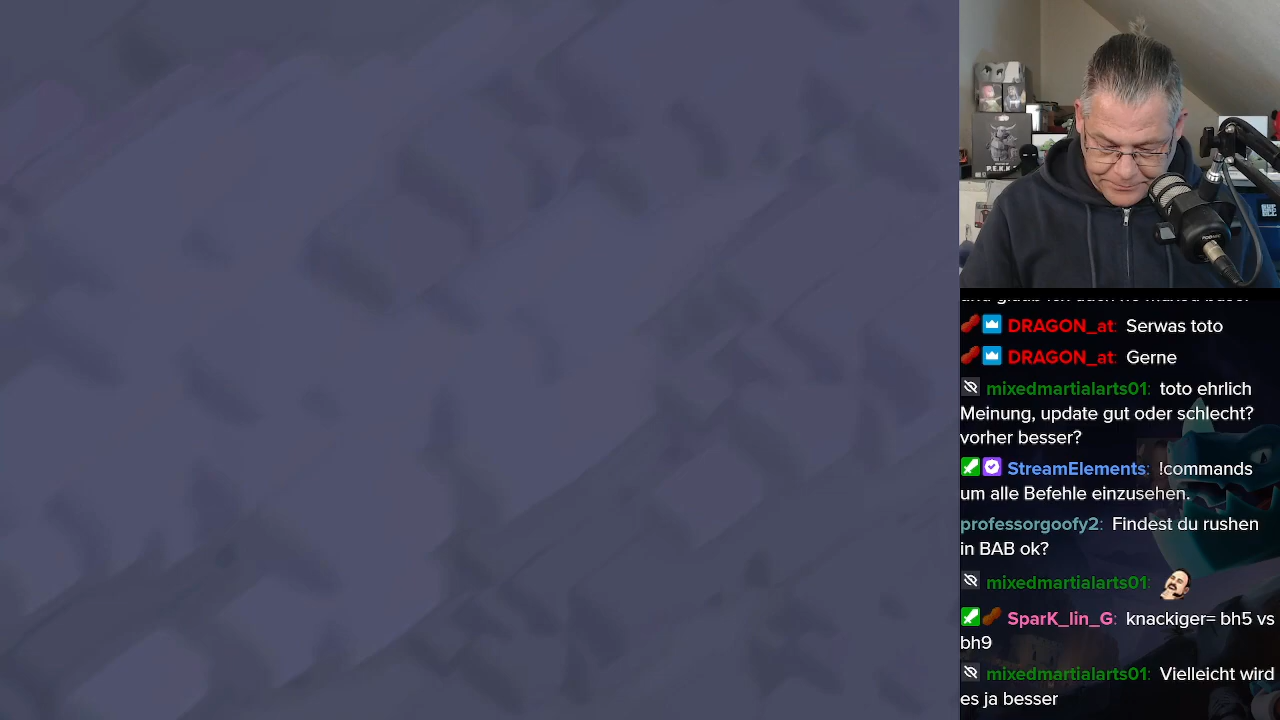 P.E.K.K.A
DRAGON_at: Serwas toto
DRAGON_at: Gerne
mixedmartialarts01: toto ehrlich
Meinung, update gut oder schlecht?
vorher besser?
StreamElements: !commands
um alle Befehle einzusehen.
professorgoofy2: Findest du rushen
in BAB ok?
mixedmartialarts01:
SparK_lin_G: knackiger= bh5 vs
bh9
mixedmartialarts01: Vielleicht wird
es ja besser